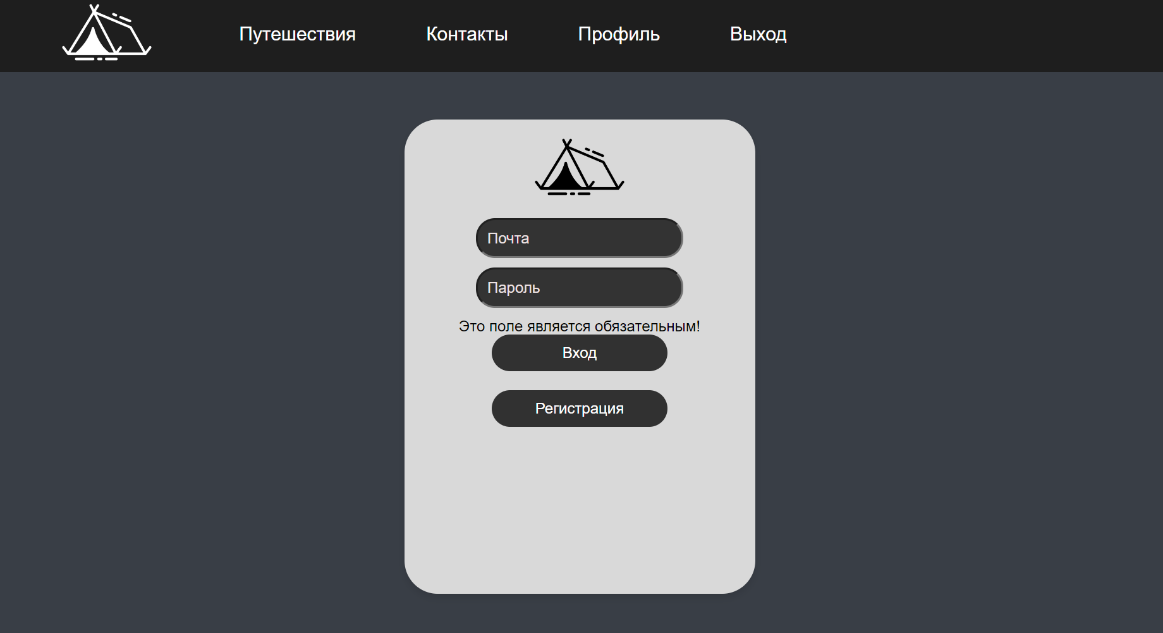 Путешествия Контакты Профиль Выход
Почта
Пароль
Это поле является обязательным!
Вход
Регистрация